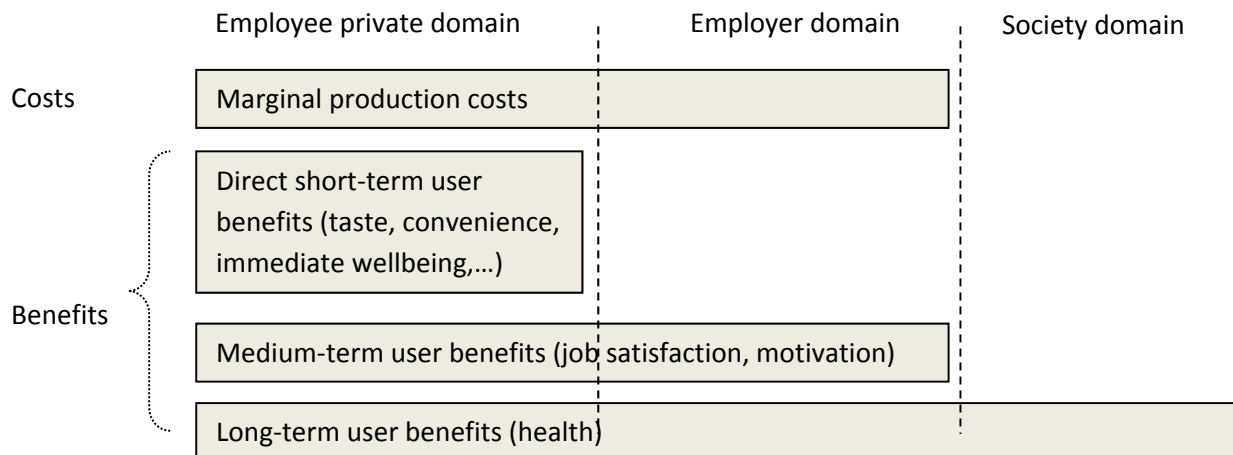 Employee private domain
Employer domain
Society domain
Costs
Marginal production costs
Direct short-term user
benefits (taste, convenience,
immediate wellbeing,…)
Benefits
Medium-term user benefits (job satisfaction, motivation)
Long-term user benefits (health)